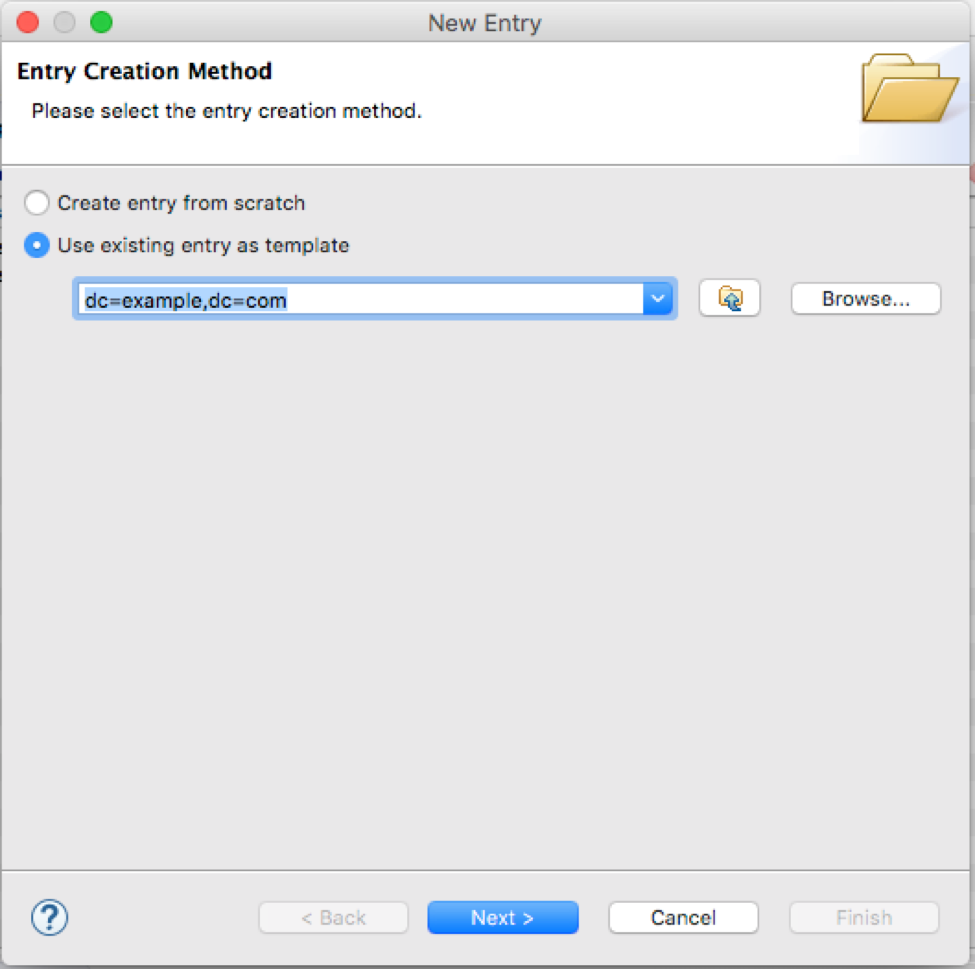 New Entry
Entry Creation Method
Please select the entry creation method.
Create entry from scratch
Use existing entry as template
dc=example,dc=com
Browse...
?
< Back
Next >
Cancel
Finish